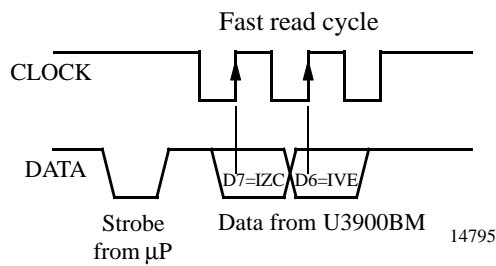 Fast read cycle
CLOCK
DATA
D7=IZC D6=IVE
Strobe
from µP
Data from U3900BM
14795